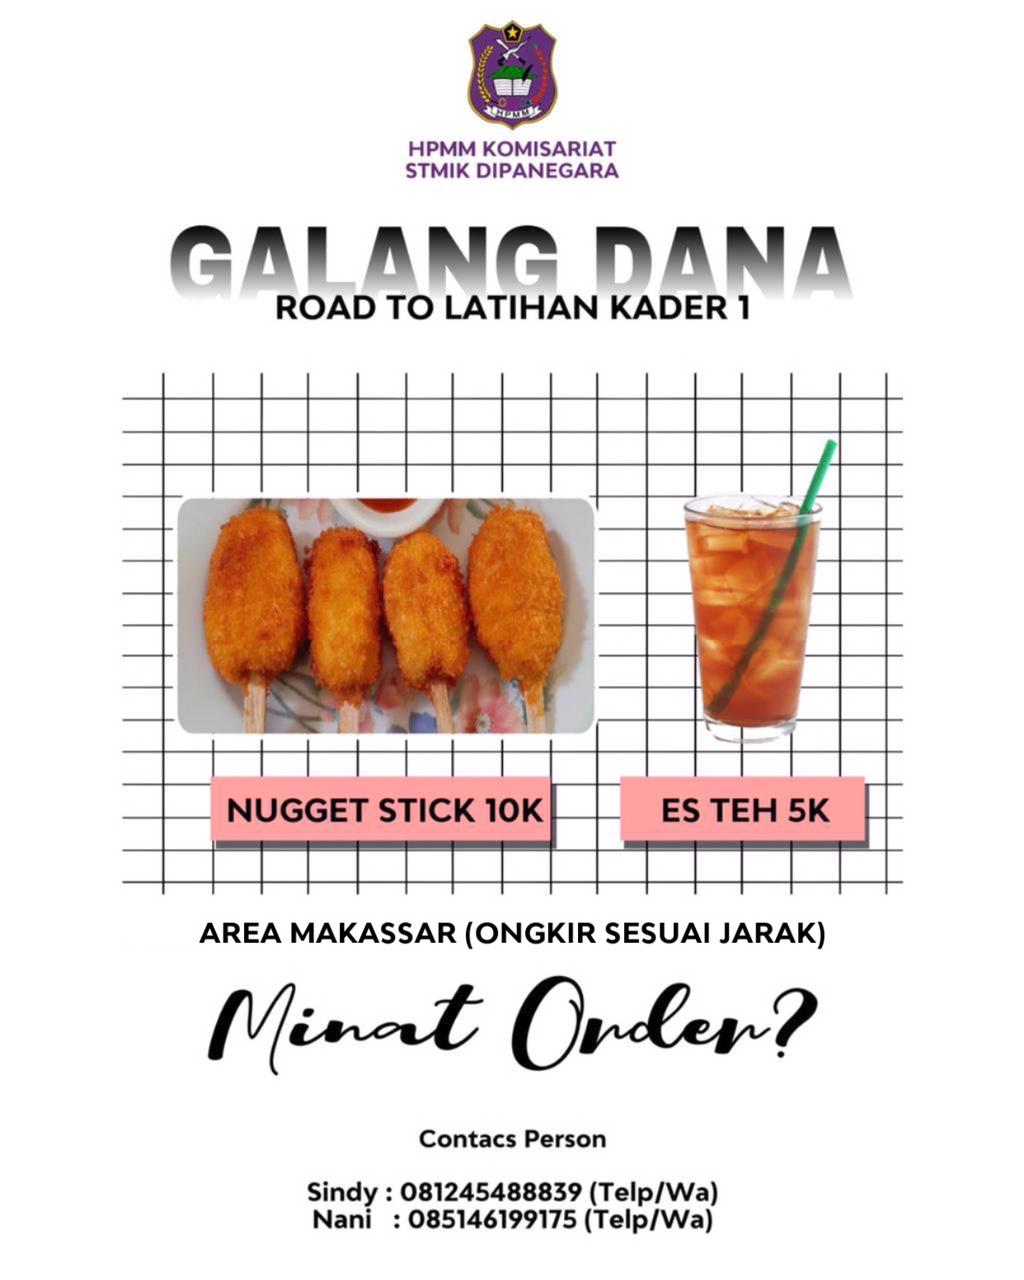 HPMM
HPMM KOMISARIAT
STMIK DIPANEGARA
GALANG DANA
ROAD TO LATIHAN KADER 1
NUGGET STICK 10K
ES TEH 5K
AREA MAKASSAR (ONGKIR SESUAI JARAK)
Minat Order?
Contacs Person
Sindy : 081245488839 (Telp/Wa)
Nani : 085146199175 (Telp/Wa)